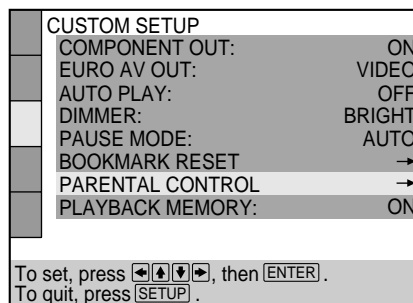 CUSTOM SETUP
COMPONENT OUT: ON
EURO AV OUT: VIDEO
AUTO PLAY: OFF
DIMMER: BRIGHT
PAUSE MODE: AUTO
BOOKMARK RESET →
PARENTAL CONTROL →
PLAYBACK MEMORY: ON
To set, press ←↑↓→, then ENTER.
To quit, press SETUP.